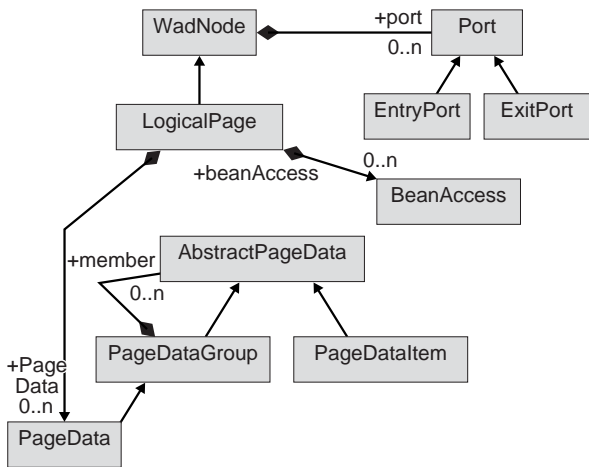 WadNode
+port
0..n
Port
EntryPort
ExitPort
LogicalPage
+beanAccess
0..n
BeanAccess
+member
0..n
AbstractPageData
PageDataGroup
PageDataItem
+Page
Data
0..n
PageData